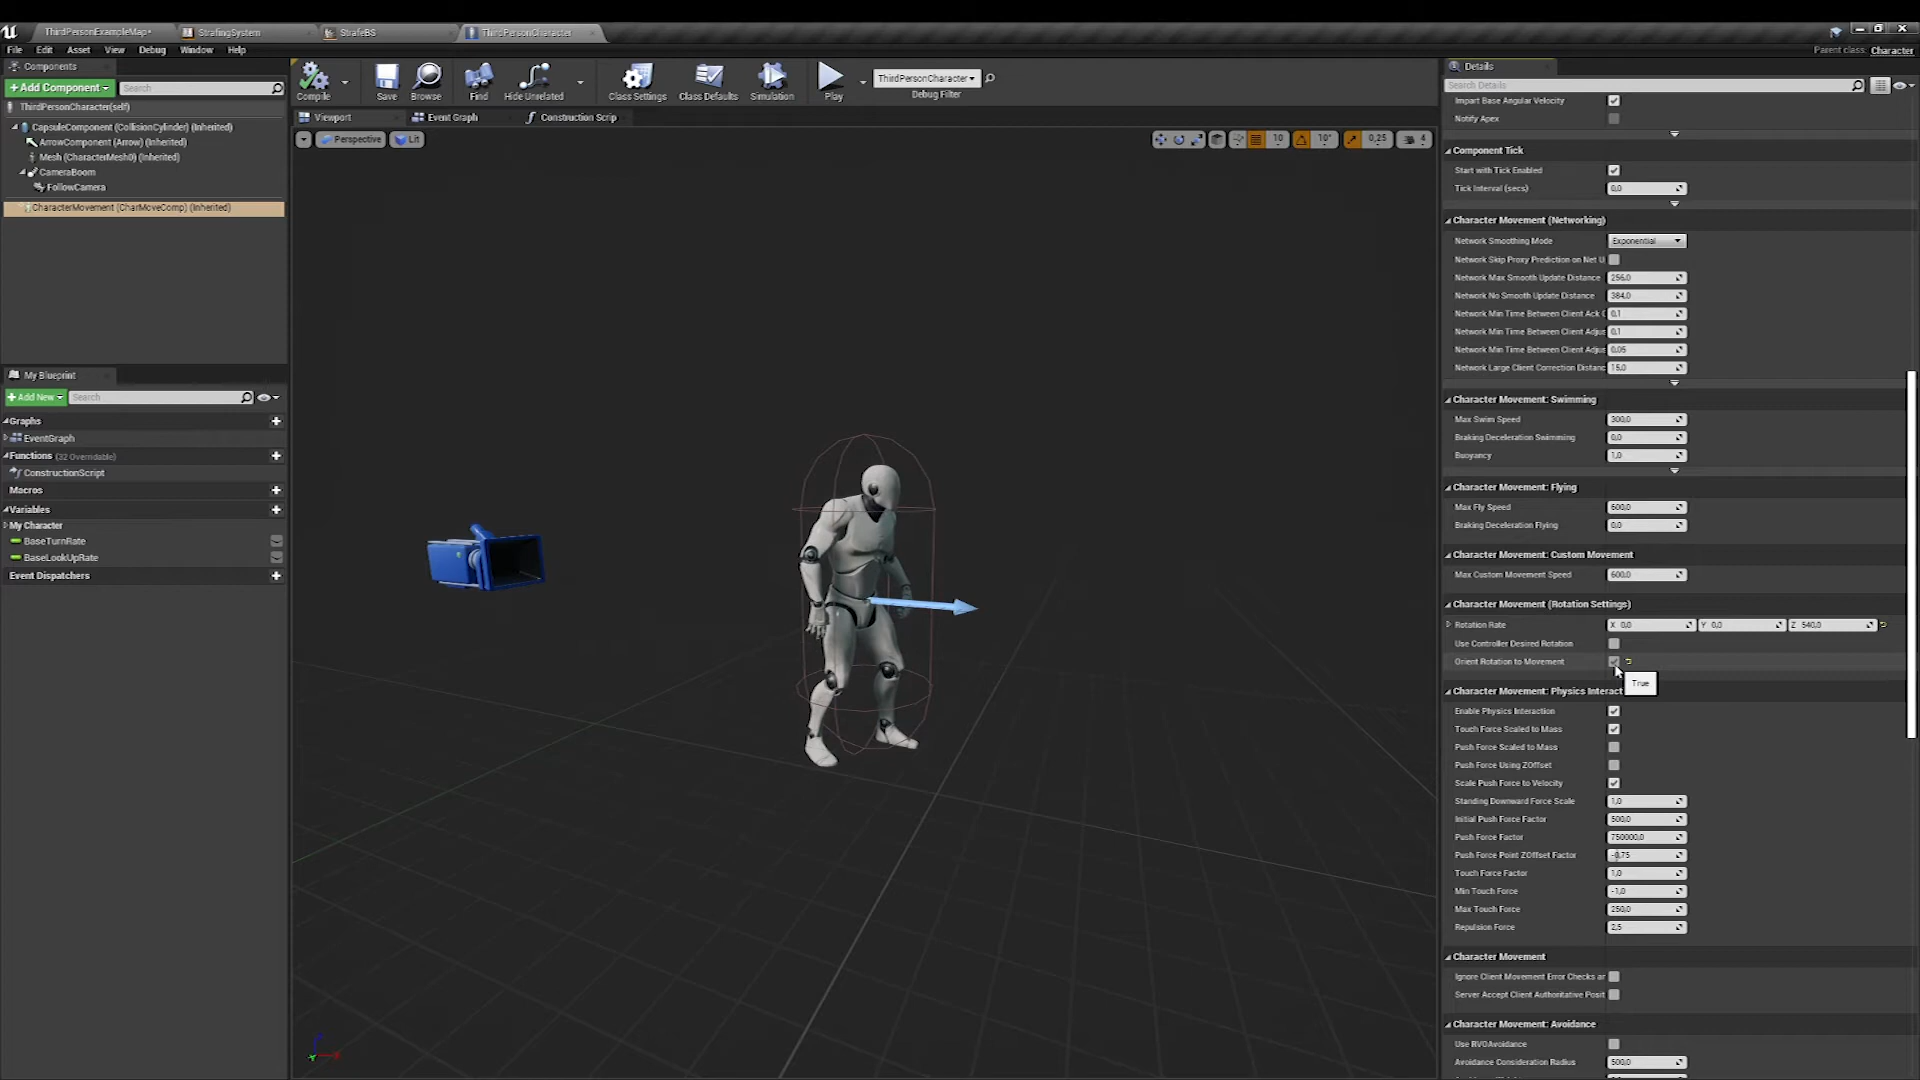 ThirdPersonExampleMap*
StrafingSystem
StrafeBS
ThirdPersonCharacter
File Edit Asset View Debug Window Help
Parent class: Character
Components
+Add Component
Search
ThirdPersonCharacter(self)
CapsuleComponent (CollisionCylinder) (Inherited)
ArrowComponent (Arrow) (Inherited)
Mesh (CharacterMesh0) (Inherited)
CameraBoom
FollowCamera
CharacterMovement (CharMoveComp) (Inherited)
My Blueprint
+Add New
Search
Graphs
EventGraph
Functions (32 Overridable)
ConstructionScript
Macros
Variables
My Character
BaseTurnRate
BaseLookUpRate
Event Dispatchers
Compile
Save
Browse
Find
Hide Unrelated
Class Settings
Class Defaults
Simulation
Play
ThirdPersonCharacter
Debug Filter
Viewport
Event Graph
Construction Scrip
Perspective
Lit
10
10°
0,25
4
Details
Search Details
Impart Base Angular Velocity
Notify Apex
Component Tick
Start with Tick Enabled
Tick Interval (secs) 0,0
Character Movement (Networking)
Network Smoothing Mode Exponential
Network Skip Proxy Prediction on Net U
Network Max Smooth Update Distance 256,0
Network No Smooth Update Distance 384,0
Network Min Time Between Client Ack 0,1
Network Min Time Between Client Adjus 0,1
Network Min Time Between Client Adjus 0,05
Network Large Client Correction Distanc 15,0
Character Movement: Swimming
Max Swim Speed 300,0
Braking Deceleration Swimming 0,0
Buoyancy 1,0
Character Movement: Flying
Max Fly Speed 600,0
Braking Deceleration Flying 0,0
Character Movement: Custom Movement
Max Custom Movement Speed 600,0
Character Movement (Rotation Settings)
Rotation Rate X 0,0 Y 0,0 Z 540,0
Use Controller Desired Rotation
Orient Rotation to Movement
True
Character Movement: Physics Interact
Enable Physics Interaction
Touch Force Scaled to Mass
Push Force Scaled to Mass
Push Force Using ZOffset
Scale Push Force to Velocity
Standing Downward Force Scale 1,0
Initial Push Force Factor 500,0
Push Force Factor 750000,0
Push Force Point ZOffset Factor -0,75
Touch Force Factor 1,0
Min Touch Force -1,0
Max Touch Force 250,0
Repulsion Force 2,5
Character Movement
Ignore Client Movement Error Checks ar
Server Accept Client Authoritative Posit
Character Movement: Avoidance
Use RVOAvoidance
Avoidance Consideration Radius 500,0